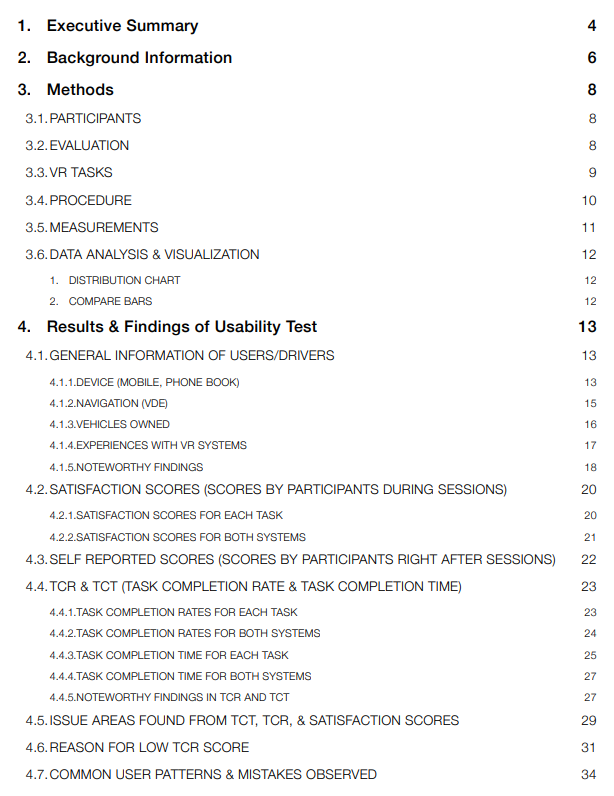 1. Executive Summary 4
2. Background Information 6
3. Methods 8
3.1. PARTICIPANTS 8
3.2. EVALUATION 8
3.3. VR TASKS 9
3.4. PROCEDURE 10
3.5. MEASUREMENTS 11
3.6. DATA ANALYSIS & VISUALIZATION 12
1. DISTRIBUTION CHART 12
2. COMPARE BARS 12
4. Results & Findings of Usability Test 13
4.1. GENERAL INFORMATION OF USERS/DRIVERS 13
4.1.1.DEVICE (MOBILE, PHONE BOOK) 13
4.1.2.NAVIGATION (VDE) 15
4.1.3.VEHICLES OWNED 16
4.1.4.EXPERIENCES WITH VR SYSTEMS 17
4.1.5.NOTEWORTHY FINDINGS 18
4.2. SATISFACTION SCORES (SCORES BY PARTICIPANTS DURING SESSIONS) 20
4.2.1.SATISFACTION SCORES FOR EACH TASK 20
4.2.2.SATISFACTION SCORES FOR BOTH SYSTEMS 21
4.3. SELF REPORTED SCORES (SCORES BY PARTICIPANTS RIGHT AFTER SESSIONS) 22
4.4. TCR & TCT (TASK COMPLETION RATE & TASK COMPLETION TIME) 23
4.4.1.TASK COMPLETION RATES FOR EACH TASK 23
4.4.2.TASK COMPLETION RATES FOR BOTH SYSTEMS 24
4.4.3.TASK COMPLETION TIME FOR EACH TASK 25
4.4.4.TASK COMPLETION TIME FOR BOTH SYSTEMS 27
4.4.5.NOTEWORTHY FINDINGS IN TCR AND TCT 27
4.5. ISSUE AREAS FOUND FROM TCT, TCR, & SATISFACTION SCORES 29
4.6. REASON FOR LOW TCR SCORE 31
4.7. COMMON USER PATTERNS & MISTAKES OBSERVED 34